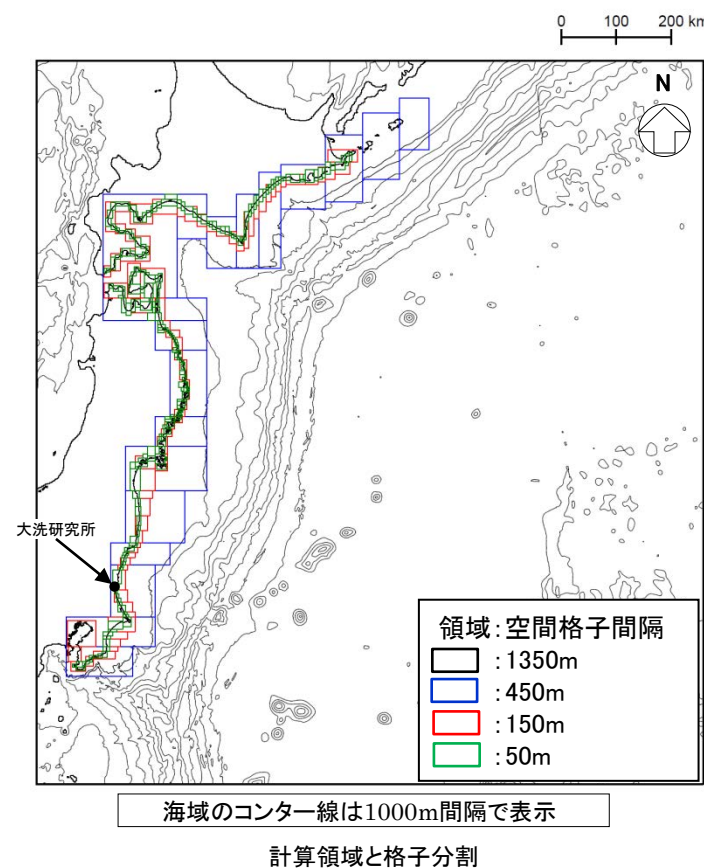 0 100 200 km
N
大洗研究所
領域:空間格子間隔
:1350m
:450m
:150m
:50m
海域のコンター線は1000m間隔で表示
計算領域と格子分割